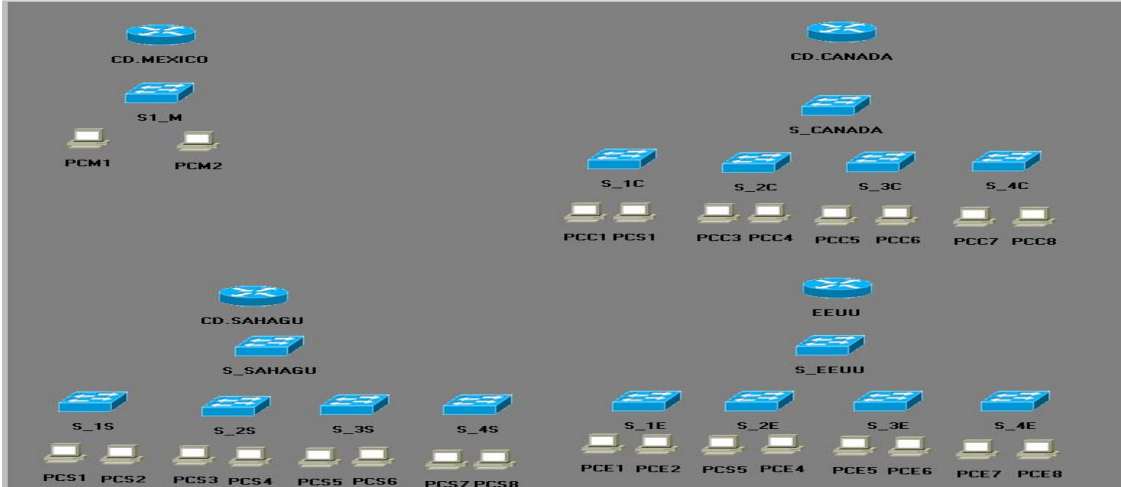 CD.MEXICO
S1_M
PCM1 PCM2
CD.CANADA
S_CANADA
S_1C S_2C S_3C S_4C
PCC1 PCS1 PCC3 PCC4 PCC5 PCC6 PCC7 PCC8
CD.SAHAGU
S_SAHAGU
S_1S S_2S S_3S S_4S
PCS1 PCS2 PCS3 PCS4 PCS5 PCS6 PCS7 PCS8
EEUU
S_EEUU
S_1E S_2E S_3E S_4E
PCE1 PCE2 PCS5 PCE4 PCE5 PCE6 PCE7 PCE8